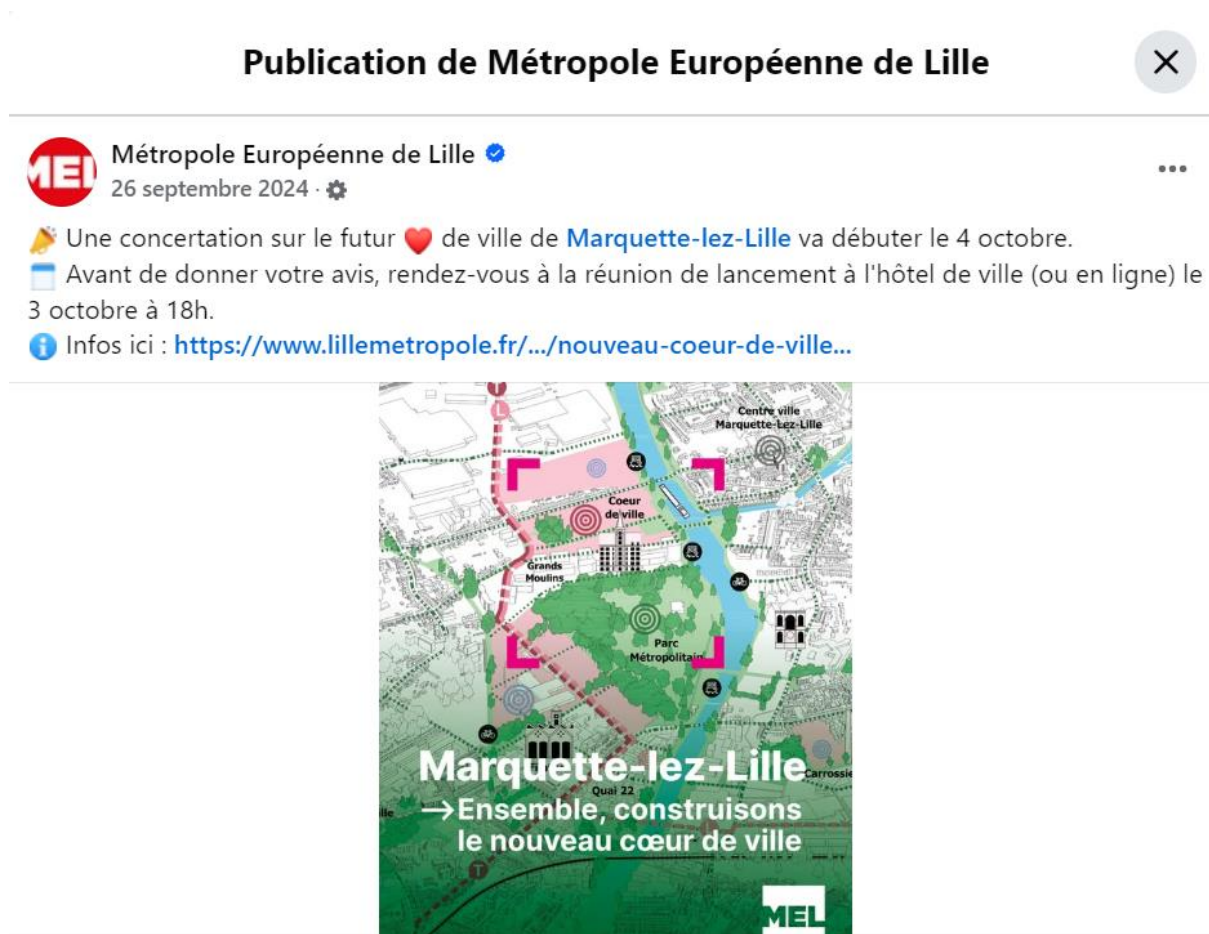 Publication de Métropole Européenne de Lille
MEL
Métropole Européenne de Lille
26 septembre 2024 ·
Une concertation sur le futur ❤️ de ville de Marquette-lez-Lille va débuter le 4 octobre.
Avant de donner votre avis, rendez-vous à la réunion de lancement à l'hôtel de ville (ou en ligne) le
3 octobre à 18h.
Infos ici : https://www.lillemetropole.fr/.../nouveau-coeur-de-ville...
T
L
Centre ville
Marquette-Lez-Lille
Coeur
de ville
Grands
Moulins
Parc
Métropolitain
Marquette-lez-Lille
Carrossie
Quai 22
→Ensemble, construisons
le nouveau cœur de ville
L
T
MEL